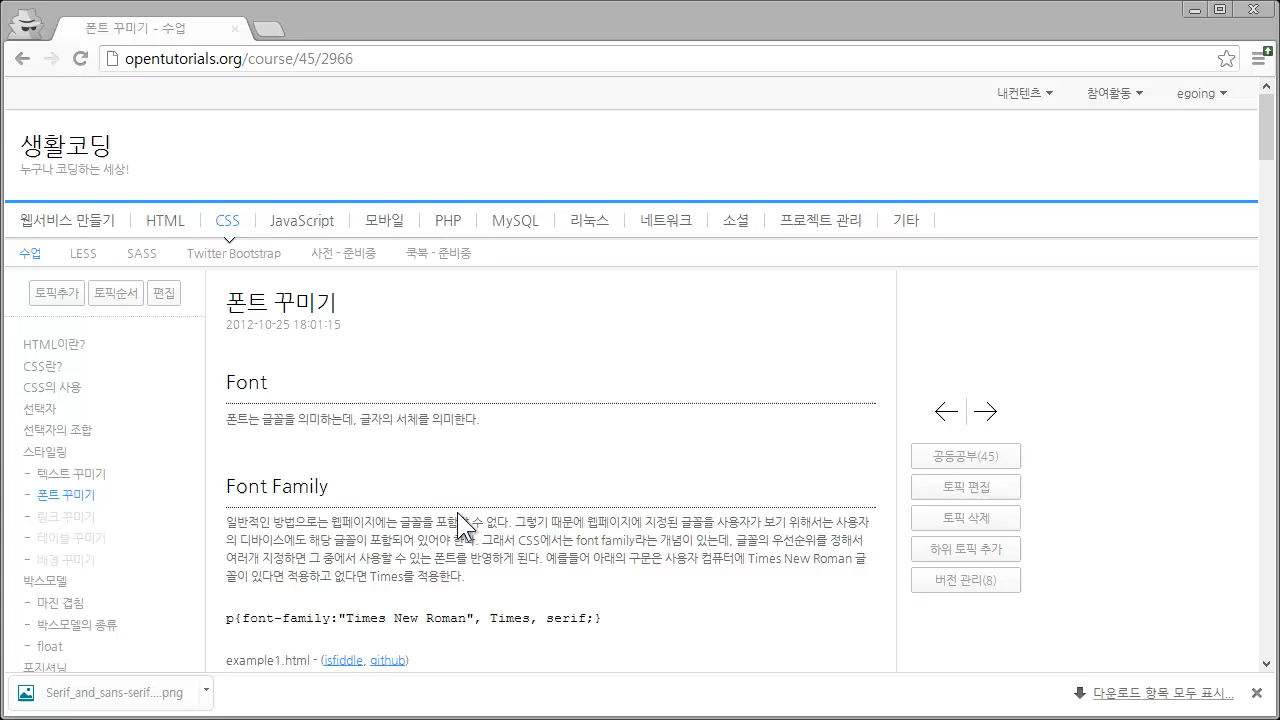 폰트 꾸미기 - 수업
opentutorials.org/course/45/2966
내컨텐츠 참여활동 egoing
생활코딩
누구나 코딩하는 세상!
웹서비스 만들기 HTML CSS JavaScript 모바일 PHP MySQL 리눅스 네트워크 소셜 프로젝트 관리 기타
수업 LESS SASS Twitter Bootstrap 사전 - 준비중 쿡북 - 준비중
토픽추가 토픽순서 편집
HTML이란?
CSS란?
CSS의 사용
선택자
선택자의 조합
스타일링
- 텍스트 꾸미기
- 폰트 꾸미기
- 링크 꾸미기
- 테이블 꾸미기
- 배경 꾸미기
박스모델
- 마진 겹침
- 박스모델의 종류
- float
포지셔닝
폰트 꾸미기
2012-10-25 18:01:15
Font
폰트는 글꼴을 의미하는데, 글자의 서체를 의미한다.
Font Family
일반적인 방법으로는 웹페이지에는 글꼴을 포함 수 없다. 그렇기 때문에 웹페이지에 지정된 글꼴을 사용자가 보기 위해서는 사용자
의 디바이스에도 해당 글꼴이 포함되어 있어야 한다. 그래서 CSS에서는 font family라는 개념이 있는데, 글꼴의 우선순위를 정해서
여러개 지정하면 그 중에서 사용할 수 있는 폰트를 반영하게 된다. 예를들어 아래의 구문은 사용자 컴퓨터에 Times New Roman 글
꼴이 있다면 적용하고 없다면 Times를 적용한다.
p{font-family:"Times New Roman", Times, serif;}
example1.html - (jsfiddle, github)
공동공부(45)
토픽 편집
토픽 삭제
하위 토픽 추가
버전 관리(8)
Serif_and_sans-serif....png
다운로드 항목 모두 표시...